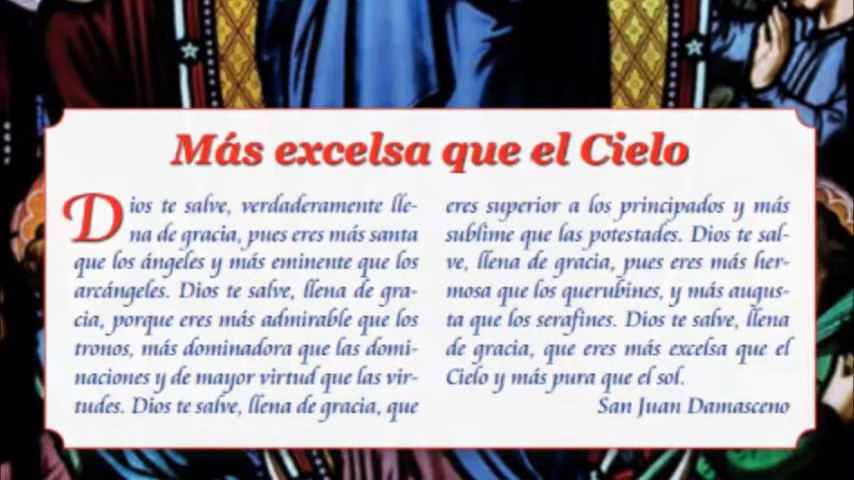 Más excelsa que el Cielo
Dios te salve, verdaderamente lle-
na de gracia, pues eres más santa
que los ángeles y más eminente que los
arcángeles. Dios te salve, llena de gra-
cia, porque eres más admirable que los
tronos, más dominadora que las domi-
naciones y de mayor virtud que las vir-
tudes. Dios te salve, llena de gracia, que
eres superior a los principados y más
sublime que las potestades. Dios te sal-
ve, llena de gracia, pues eres más her-
mosa que los querubines, y más augus-
ta que los serafines. Dios te salve, llena
de gracia, que eres más excelsa que el
Cielo y más pura que el sol.
San Juan Damasceno